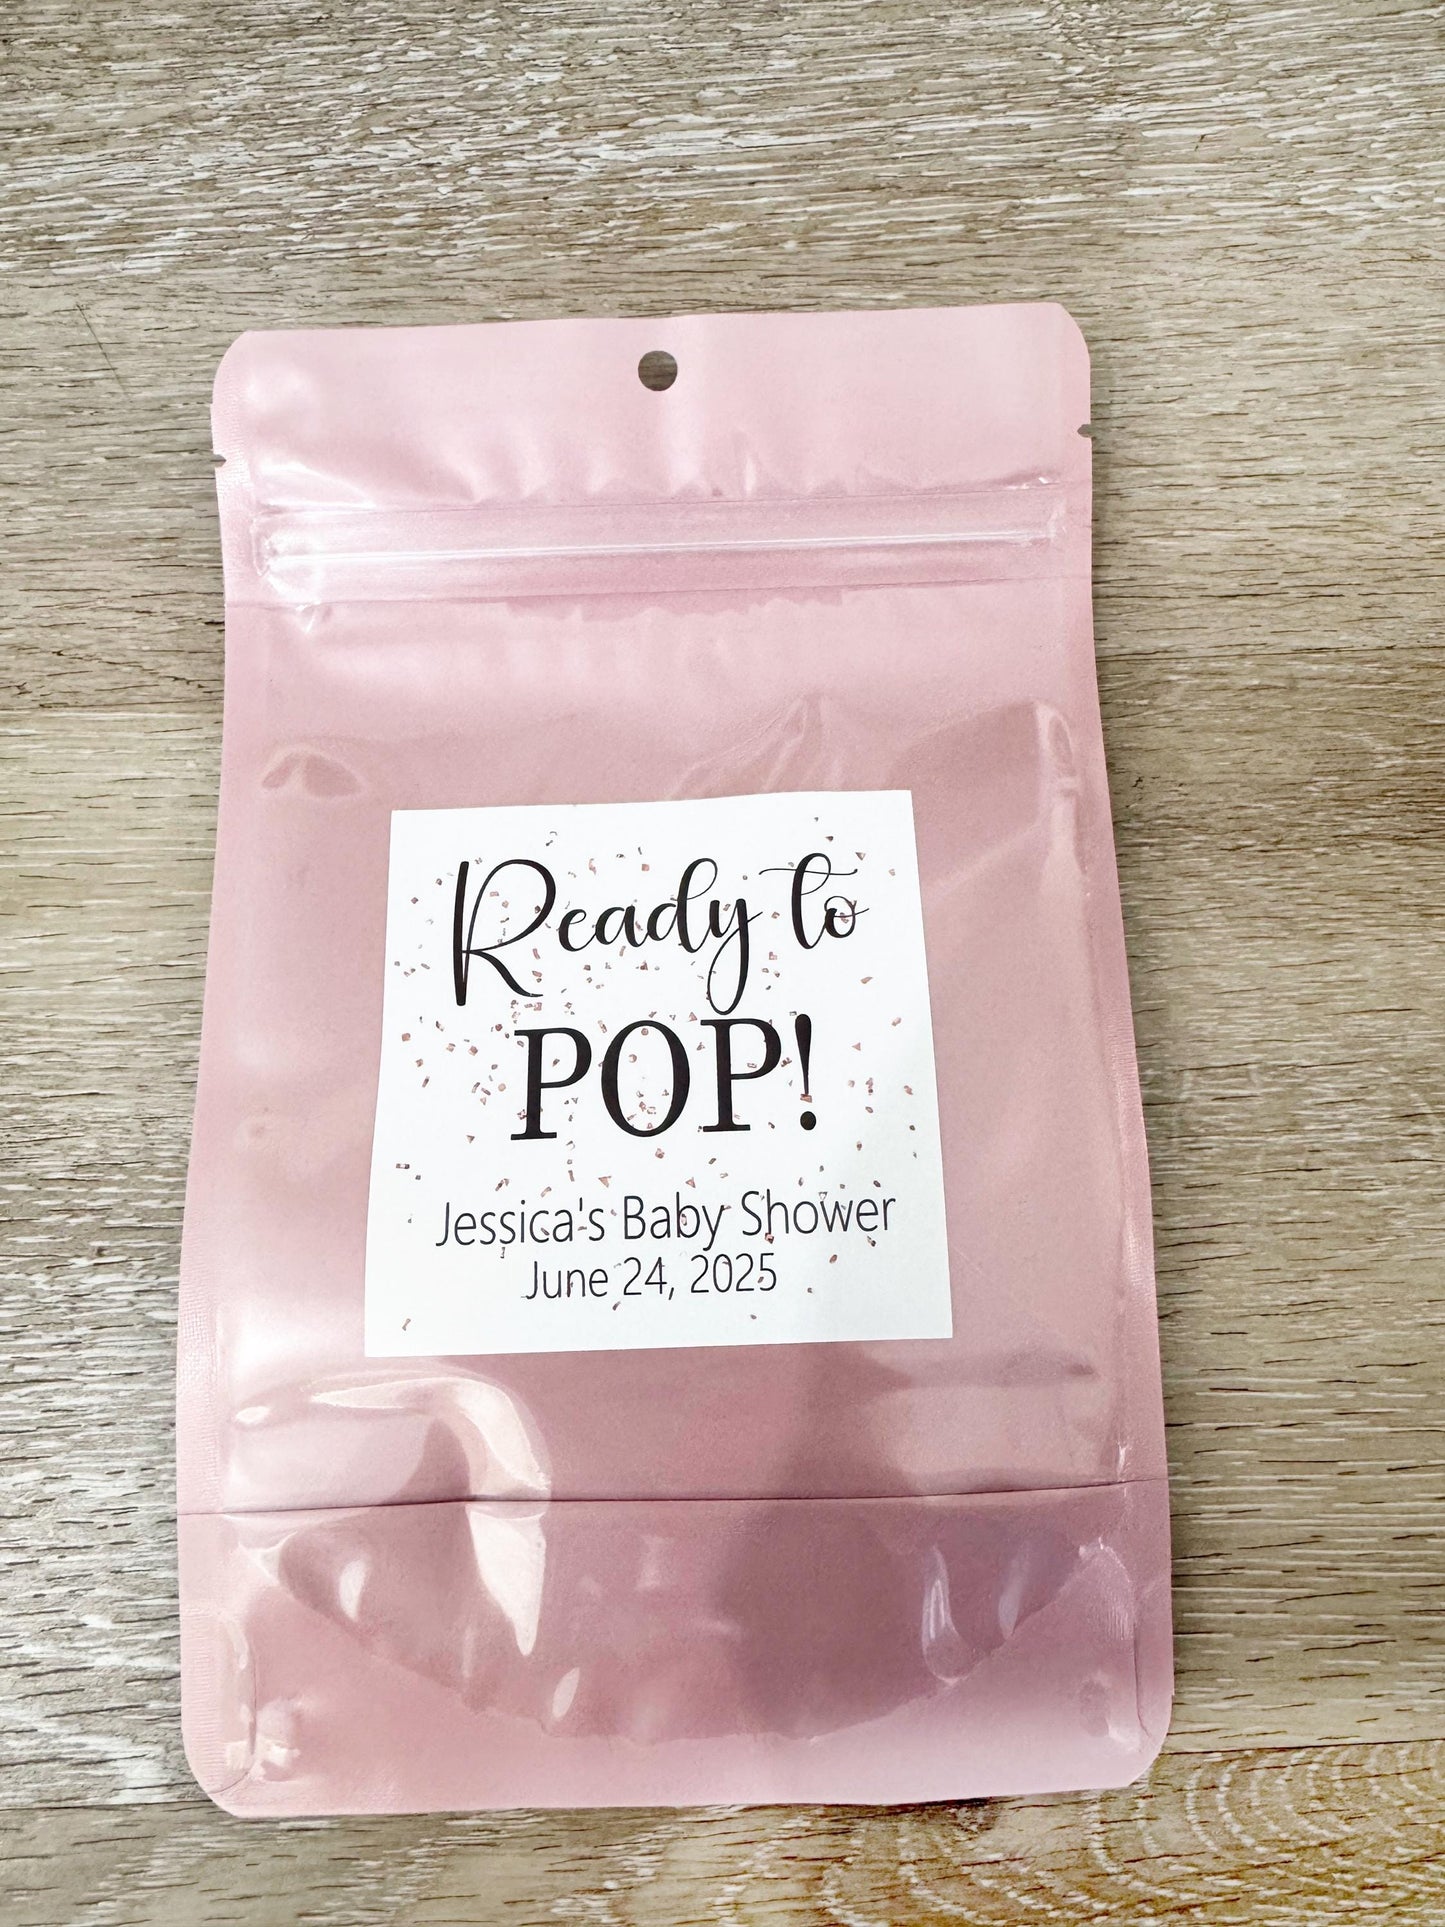 Ready to
POP!
Jessica's Baby Shower
June 24, 2025